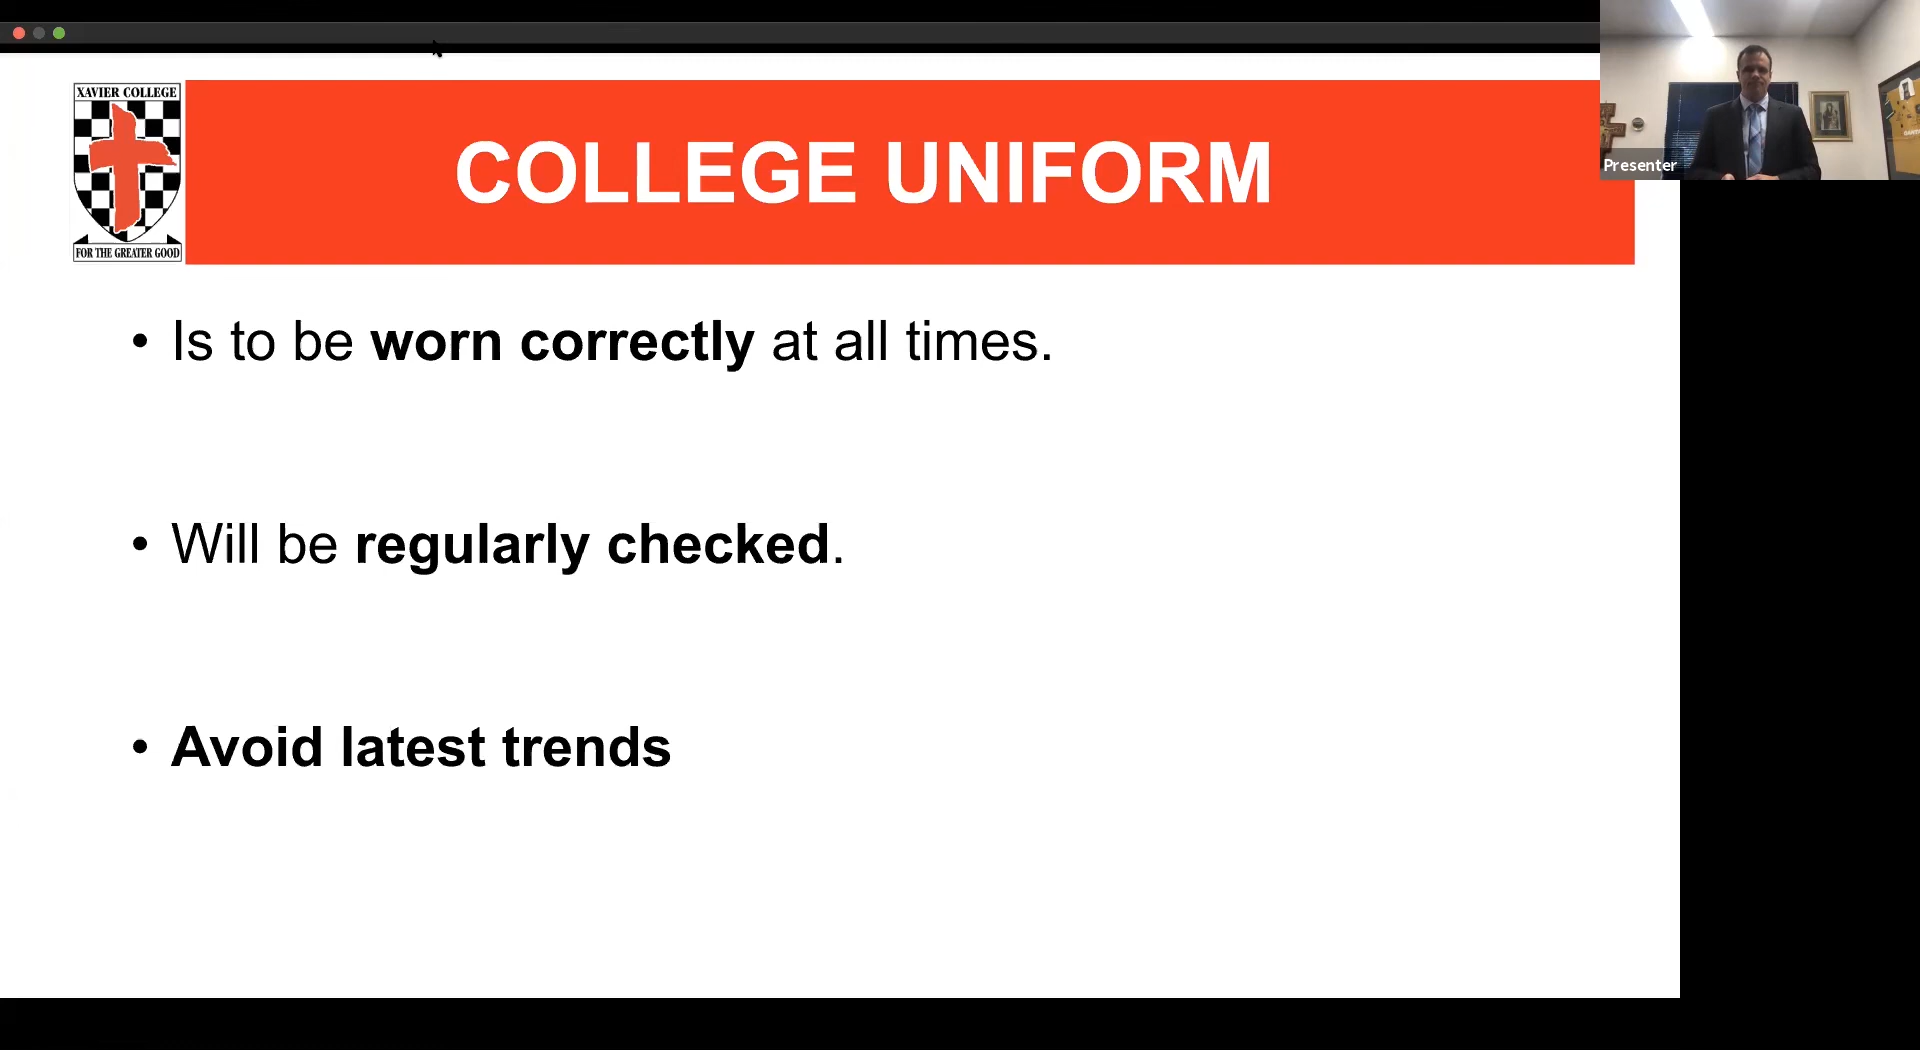 XAVIER COLLEGE
FOR THE GREATER GOOD
COLLEGE UNIFORM
Presenter
• Is to be worn correctly at all times.
• Will be regularly checked.
• Avoid latest trends